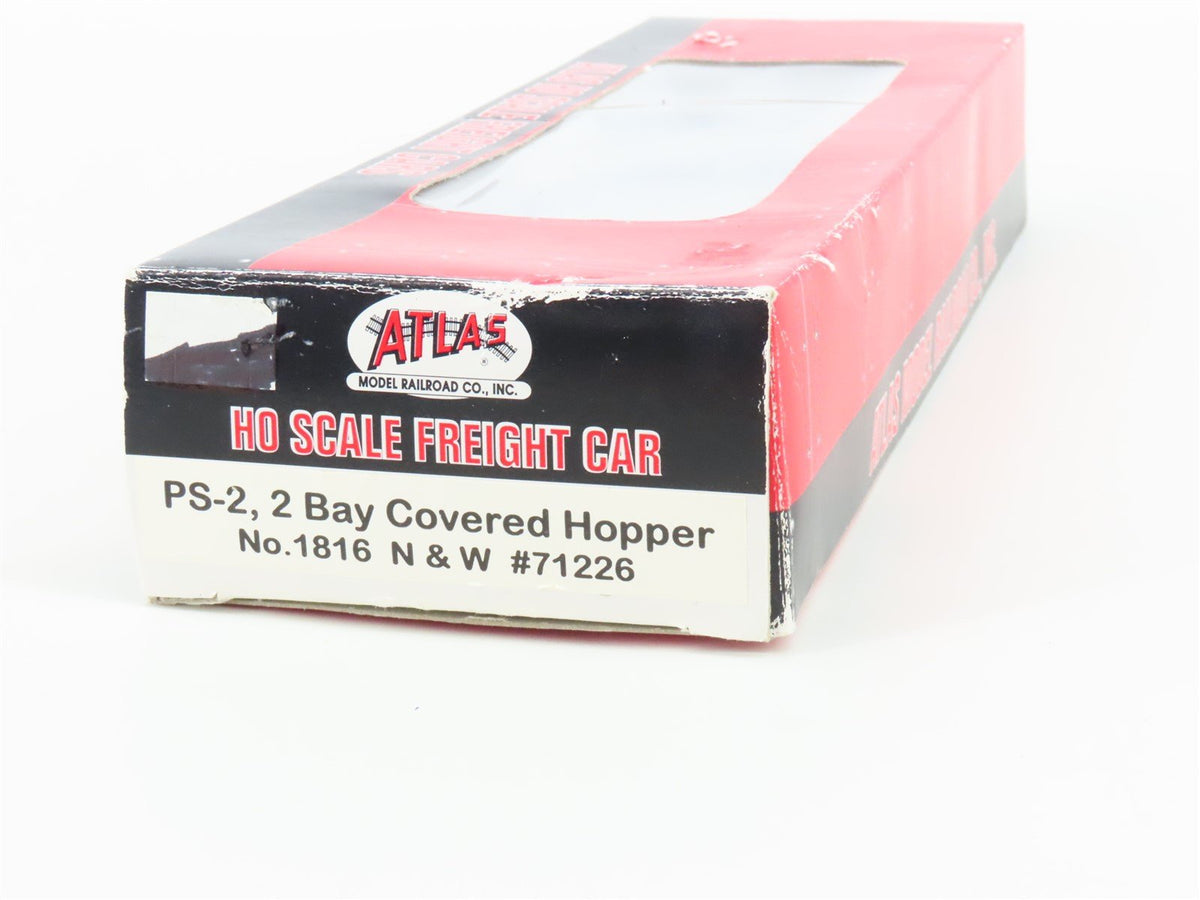 ATLAS
®
MODEL RAILROAD CO., INC.
HO SCALE FREIGHT CAR
PS-2, 2 Bay Covered Hopper
No.1816 N & W #71226